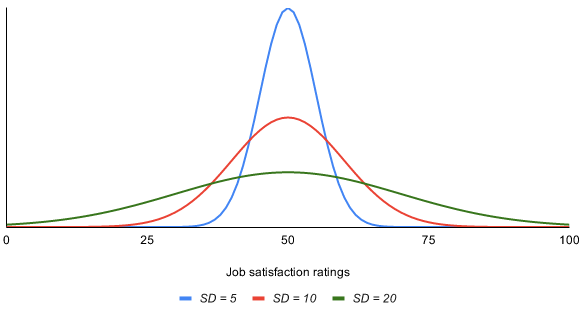 0 25 50 75 100
Job satisfaction ratings
SD = 5 SD = 10 SD = 20